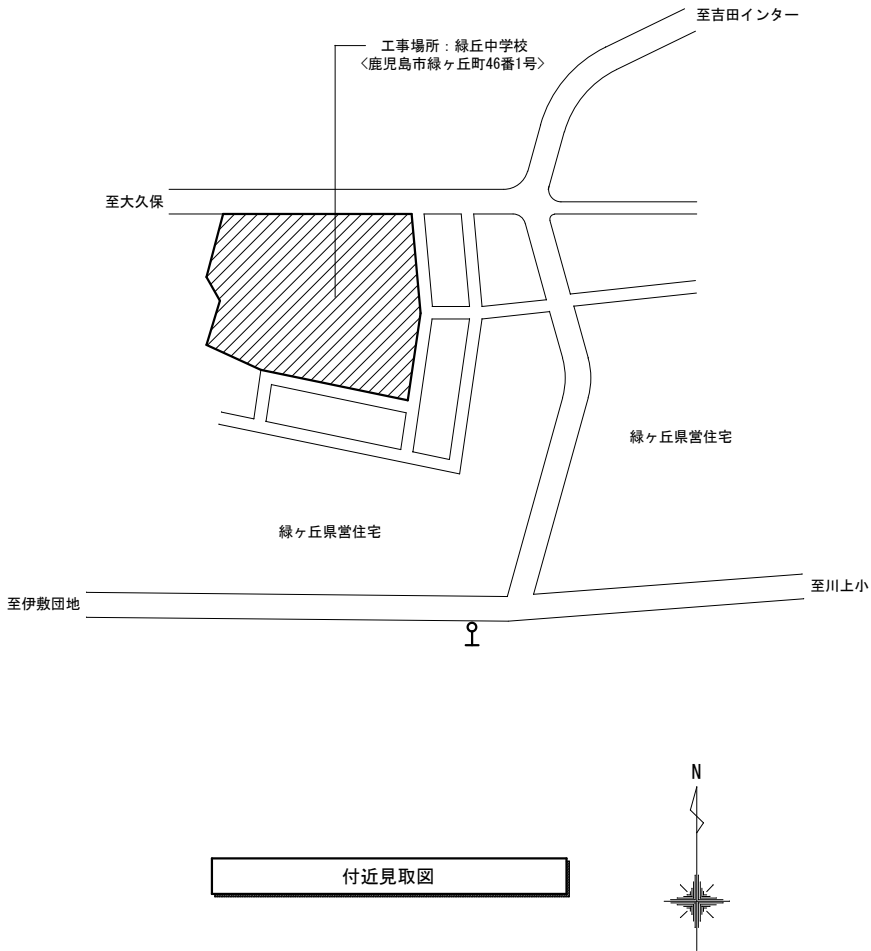 至吉田インター
工事場所：緑丘中学校
<鹿児島市緑ヶ丘町46番1号>
至大久保
緑ヶ丘県営住宅
緑ヶ丘県営住宅
至川上小
至伊敷団地
N
付近見取図